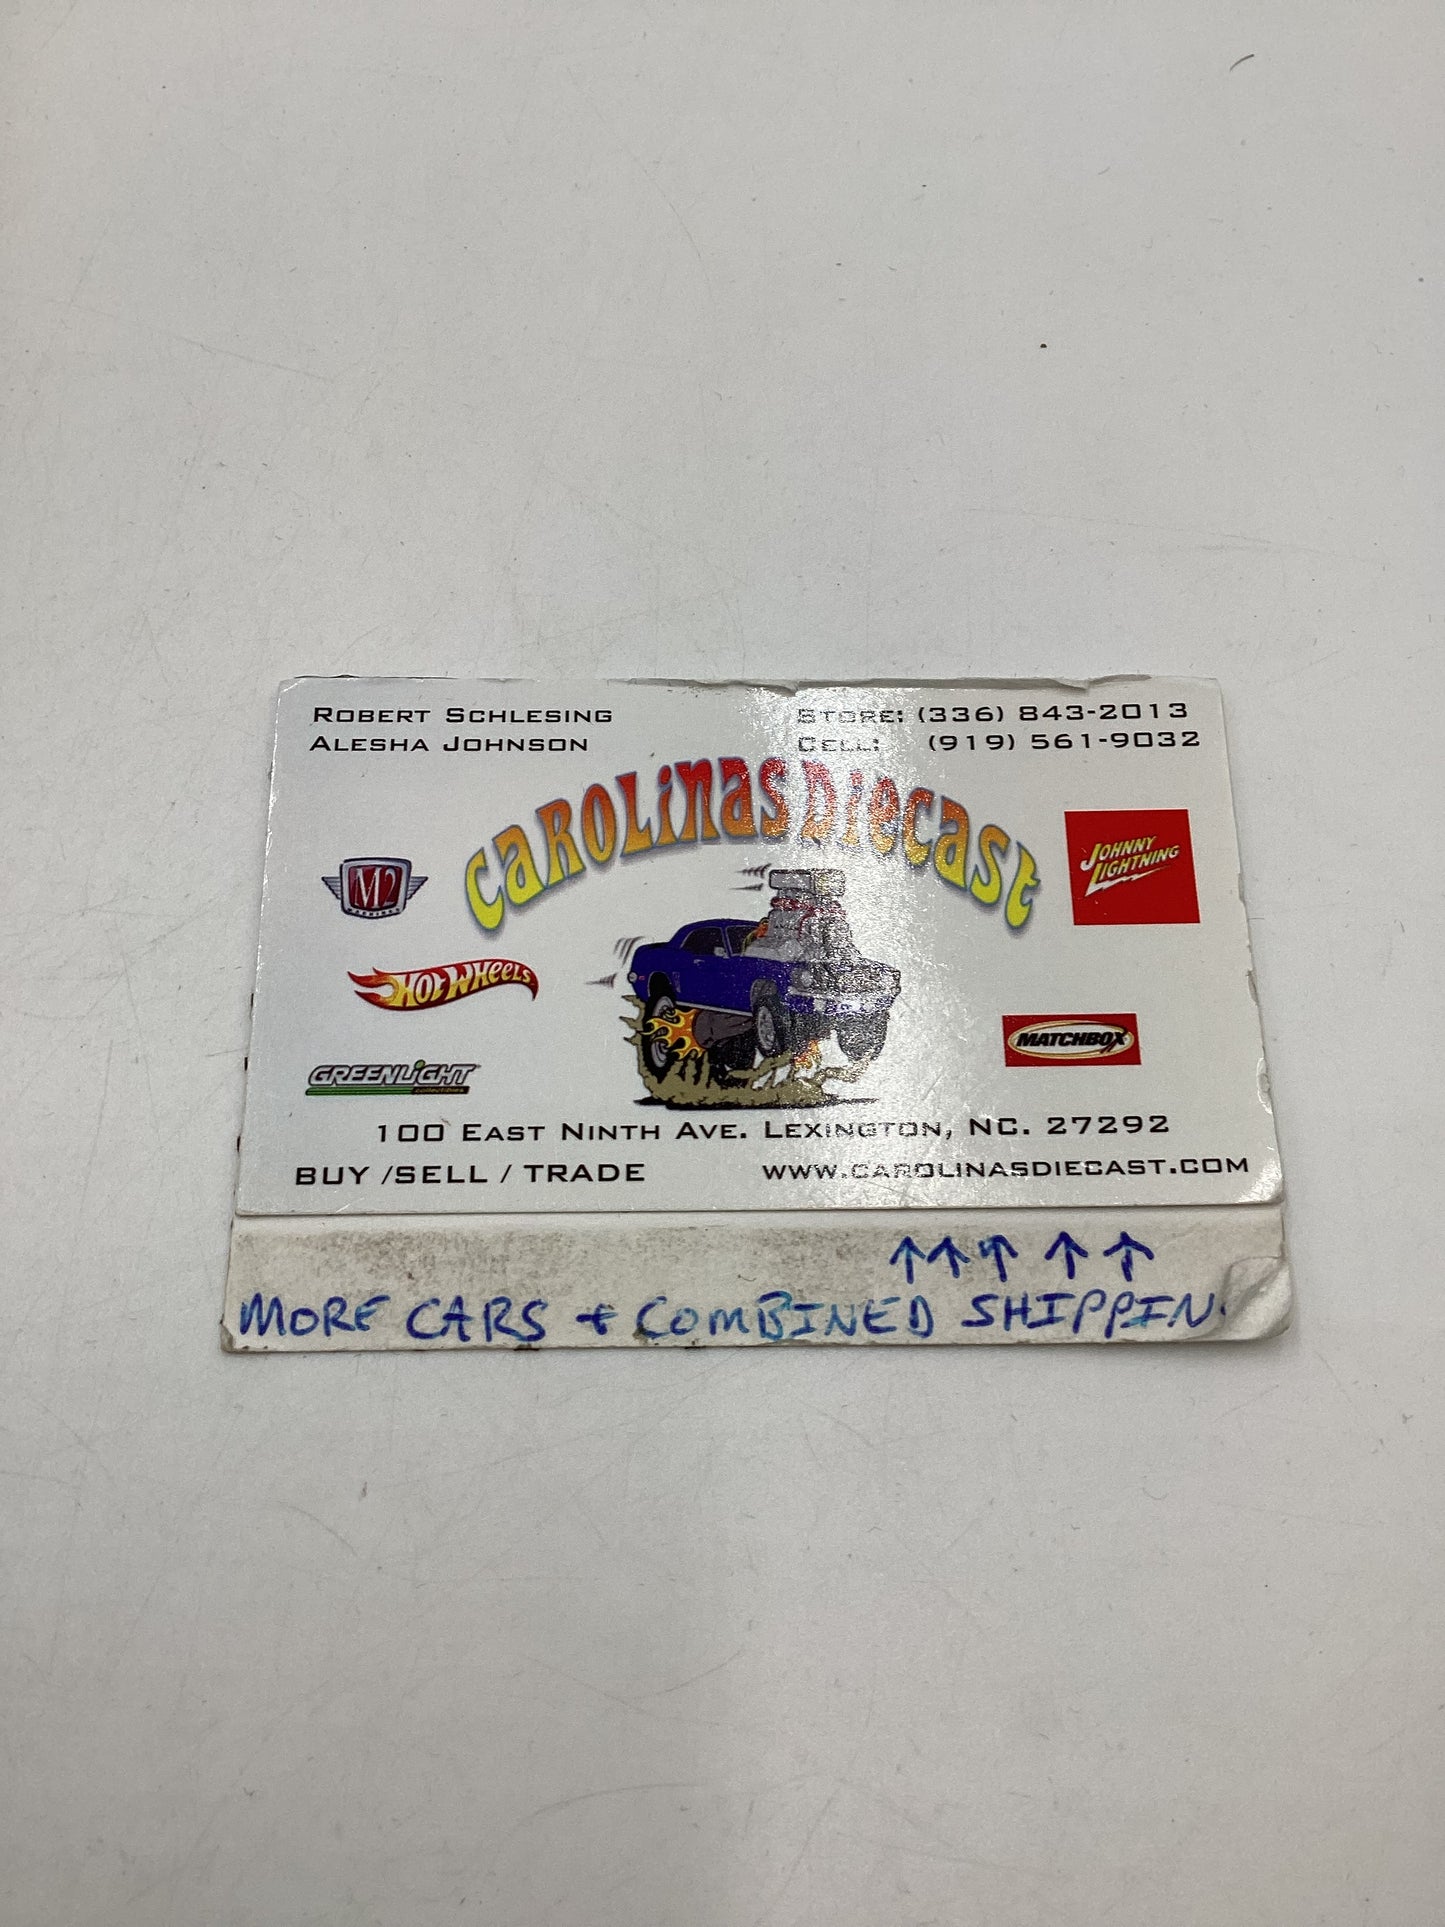 ROBERT SCHLESING
ALESHA JOHNSON
STORE: (336) 843-2013
CELL: (919) 561-9032
CAROLINAS DIECAST
M2
MACHINES
JOHNNY
LIGHTNING
HOT WHEELS
MATCHBOX
GREENLIGHT
collectibles
100 EAST NINTH AVE. LEXINGTON, NC. 27292
BUY /SELL / TRADE
WWW.CAROLINASDIECAST.COM
↑ ↑ ↑ ↑ ↑
MORE CARS + COMBINED SHIPPIN